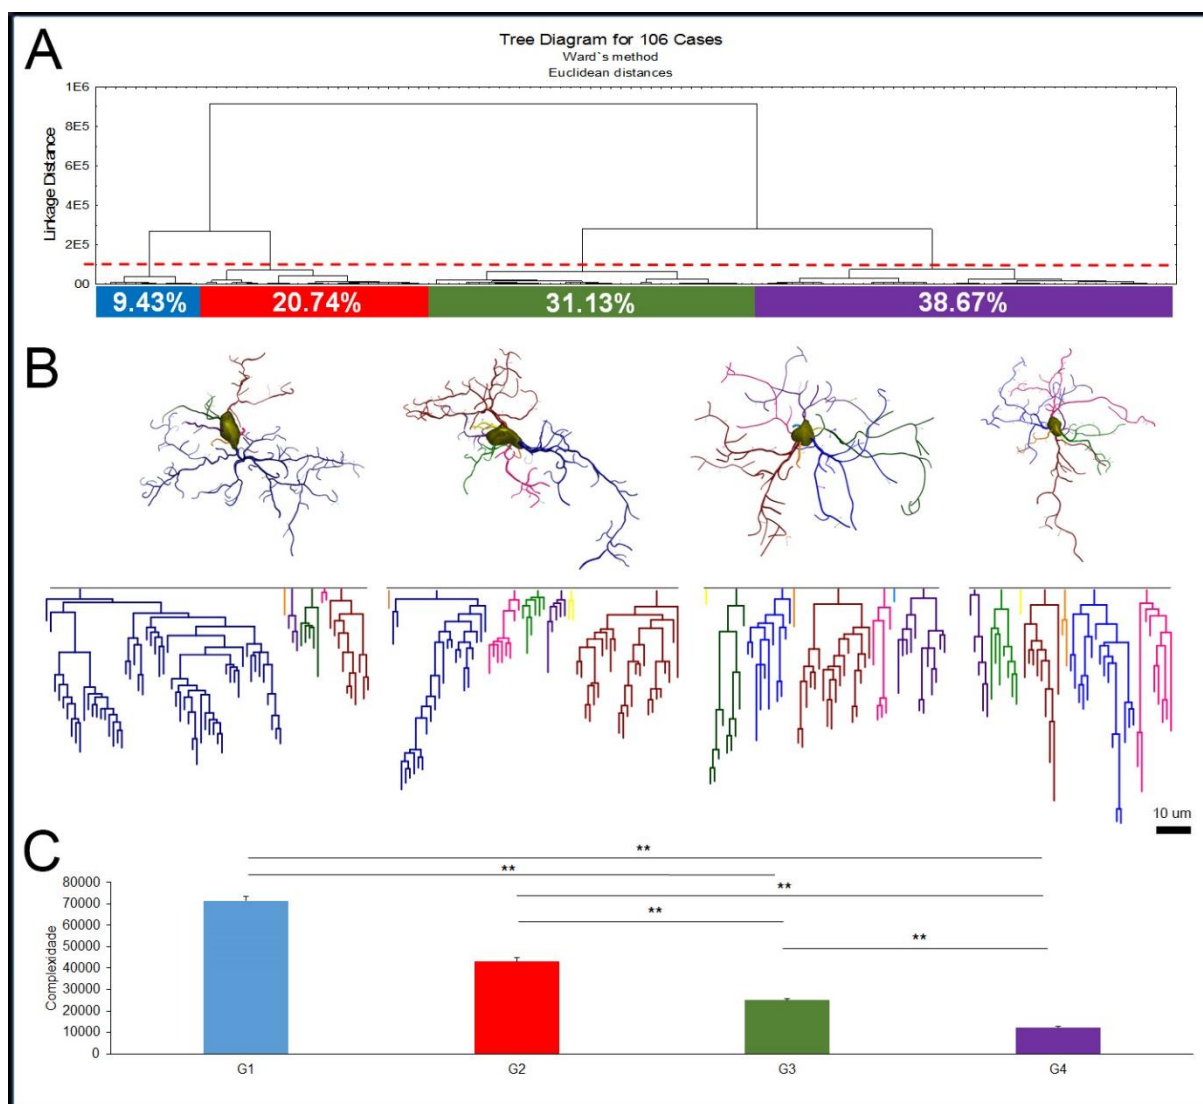 A
Tree Diagram for 106 Cases
Ward`s method
Euclidean distances
1E6
8E5
6E5
4E5
2E5
00
Linkage Distance
9.43% 20.74% 31.13% 38.67%
B
10 um
C
**
**
**
**
**
80000
70000
60000
50000
40000
30000
20000
10000
0
Complexidade
G1 G2 G3 G4